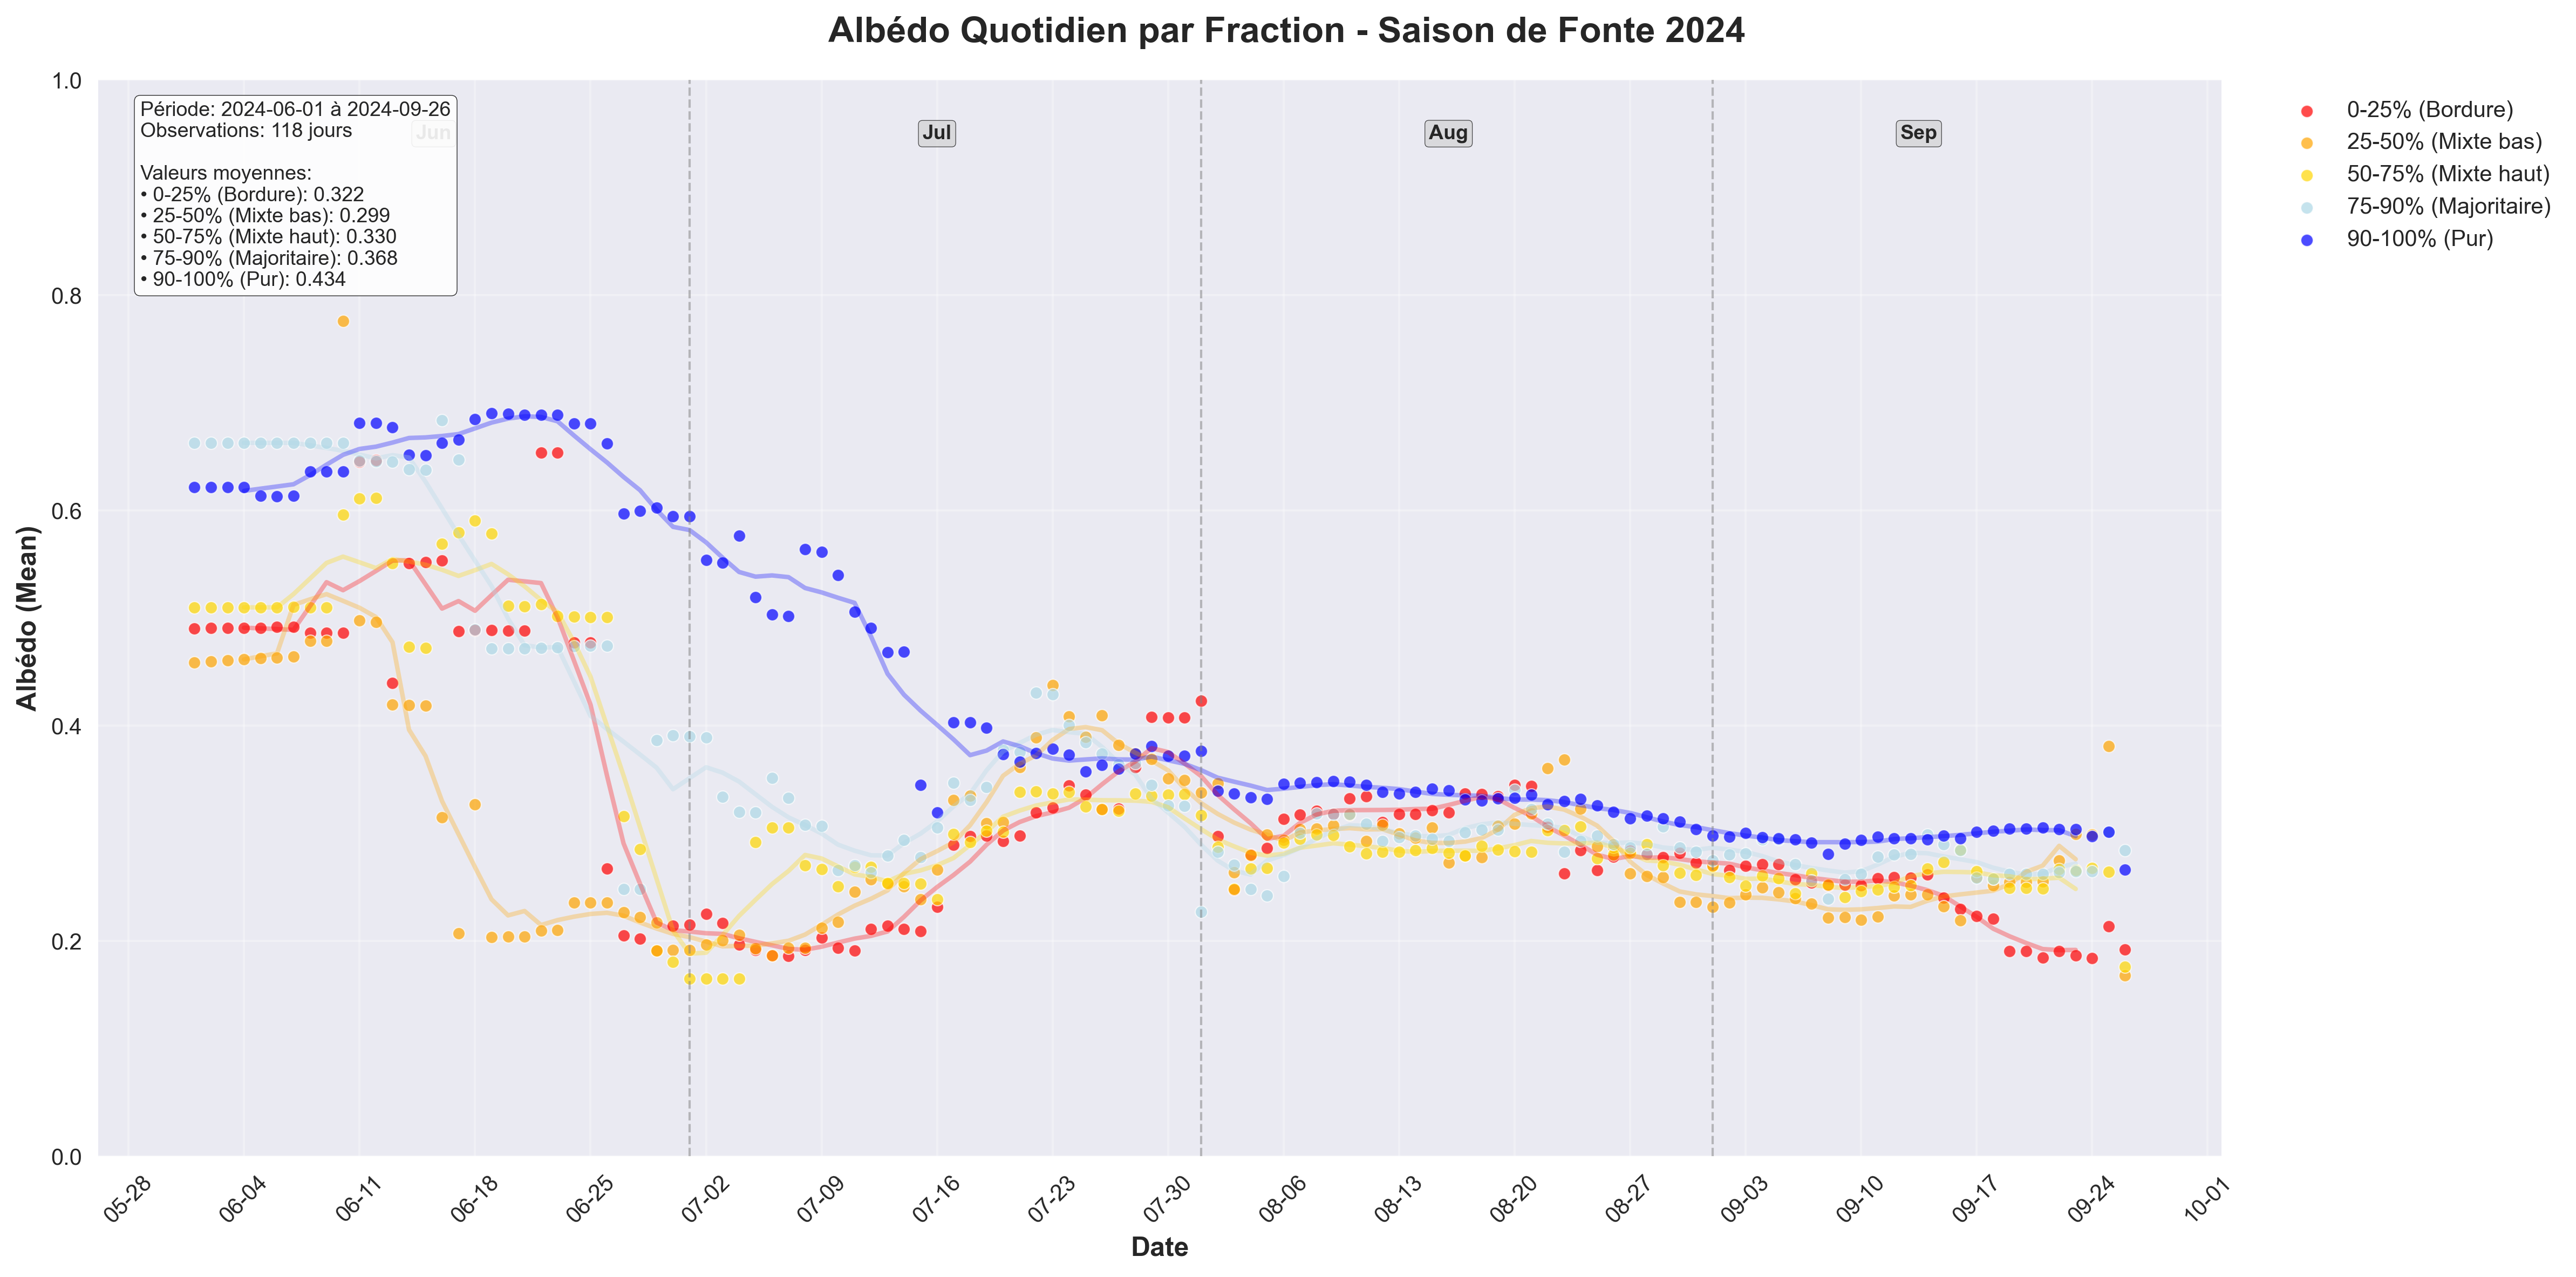 Albédo Quotidien par Fraction - Saison de Fonte 2024
1.0
0.8
0.6
0.4
0.2
0.0
Albédo (Mean)
Période: 2024-06-01 à 2024-09-26
Observations: 118 jours
Valeurs moyennes:
• 0-25% (Bordure): 0.322
• 25-50% (Mixte bas): 0.299
• 50-75% (Mixte haut): 0.330
• 75-90% (Majoritaire): 0.368
• 90-100% (Pur): 0.434
Jun
Jul
Aug
Sep
0-25% (Bordure)
25-50% (Mixte bas)
50-75% (Mixte haut)
75-90% (Majoritaire)
90-100% (Pur)
05-28
06-04
06-11
06-18
06-25
07-02
07-09
07-16
07-23
07-30
08-06
08-13
08-20
08-27
09-03
09-10
09-17
09-24
10-01
Date